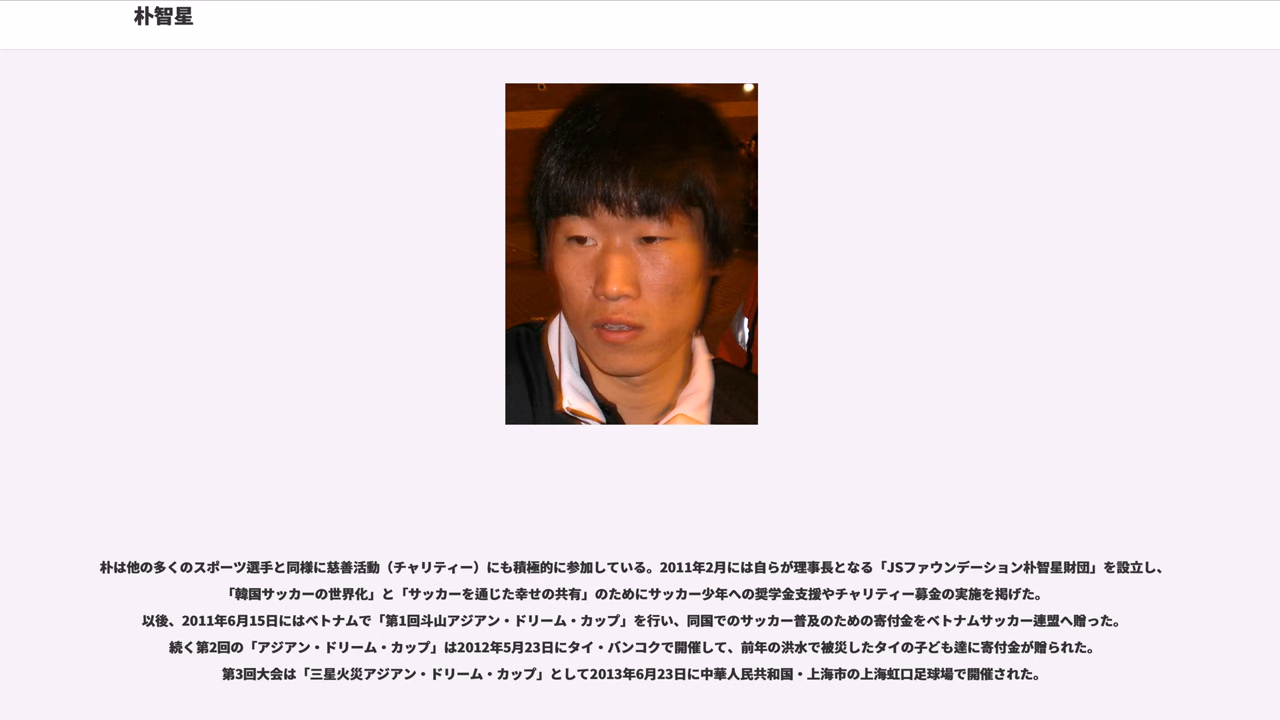 朴智星
朴は他の多くのスポーツ選手と同様に慈善活動（チャリティー）にも積極的に参加している。2011年2月には自らが理事長となる「JSファウンデーション朴智星財団」を設立し、
「韓国サッカーの世界化」と「サッカーを通じた幸せの共有」のためにサッカー少年への奨学金支援やチャリティー募金の実施を掲げた。
以後、2011年6月15日にはベトナムで「第1回斗山アジアン・ドリーム・カップ」を行い、同国でのサッカー普及のための寄付金をベトナムサッカー連盟へ贈った。
続く第2回の「アジアン・ドリーム・カップ」は2012年5月23日にタイ・バンコクで開催して、前年の洪水で被災したタイの子ども達に寄付金が贈られた。
第3回大会は「三星火災アジアン・ドリーム・カップ」として2013年6月23日に中華人民共和国・上海市の上海虹口足球場で開催された。